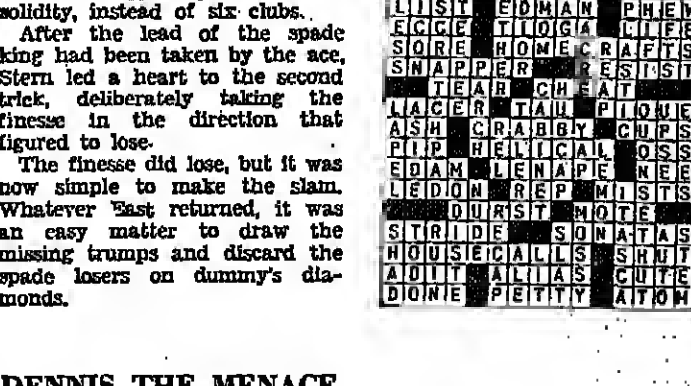 solidity, instead of six clubs.
After the lead of the spade
king had been taken by the ace,
Stern led a heart to the second
trick, deliberately taking the
finesse in the direction that
figured to lose.
The finesse did lose, but it was
now simple to make the slam.
Whatever East returned, it was
an easy matter to draw the
missing trumps and discard the
spade losers on dummy's dia-
monds.
DENNIS THE MENACE
LIST EDMAN PHEW
ECCE TIOGA LIFE
SORE HOMECRAFTS
SNAPPER RESIST
TEAR CHEAT
LAGER TAU PIQUE
ASH CRABBY CUPS
PIP HELICAL OSS
EDAM LENAPE NEE
LEDON REP MISTS
DURST MOTE
STRIDE SONATAS
HOUSECALLS SHUT
ADIT ALIAS CUTE
DONE PETTY ATOM